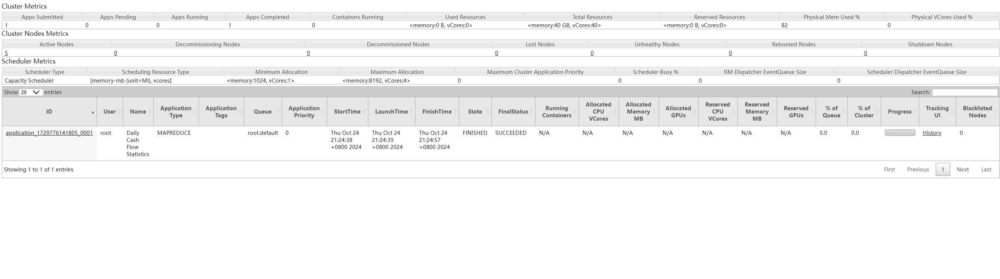 Cluster Metrics
Apps Submitted Apps Pending Apps Running Apps Completed Containers Running Used Resources Total Resources Reserved Resources Physical Mem Used % Physical VCores Used %
1 0 0 1 0 <memory:0 B, vCores:0> <memory:40 GB, vCores:40> <memory:0 B, vCores:0> 82 0
Cluster Nodes Metrics
Active Nodes Decommissioning Nodes Decommissioned Nodes Lost Nodes Unhealthy Nodes Rebooted Nodes Shutdown Nodes
5 0 0 0 0 0 0
Scheduler Metrics
Scheduler Type Scheduling Resource Type Minimum Allocation Maximum Allocation Maximum Cluster Application Priority Scheduler Busy % RM Dispatcher EventQueue Size Scheduler Dispatcher EventQueue Size
Capacity Scheduler [memory-mb (unit=Mi), vcores] <memory:1024, vCores:1> <memory:8192, vCores:4> 0 0 0 0
Show 20 entries Search:
ID User Name Application Type Application Tags Queue Application Priority StartTime LaunchTime FinishTime State FinalStatus Running Containers Allocated CPU VCores Allocated Memory MB Allocated GPUs Reserved CPU VCores Reserved Memory MB Reserved GPUs % of Queue % of Cluster Progress Tracking UI Blacklisted Nodes
application_1729776141805_0001 root Daily Cash Flow Statistics MAPREDUCE root.default 0 Thu Oct 24 21:24:38 +0800 2024 Thu Oct 24 21:24:39 +0800 2024 Thu Oct 24 21:24:57 +0800 2024 FINISHED SUCCEEDED N/A N/A N/A N/A N/A N/A N/A 0.0 0.0 History 0
Showing 1 to 1 of 1 entries First Previous 1 Next Last